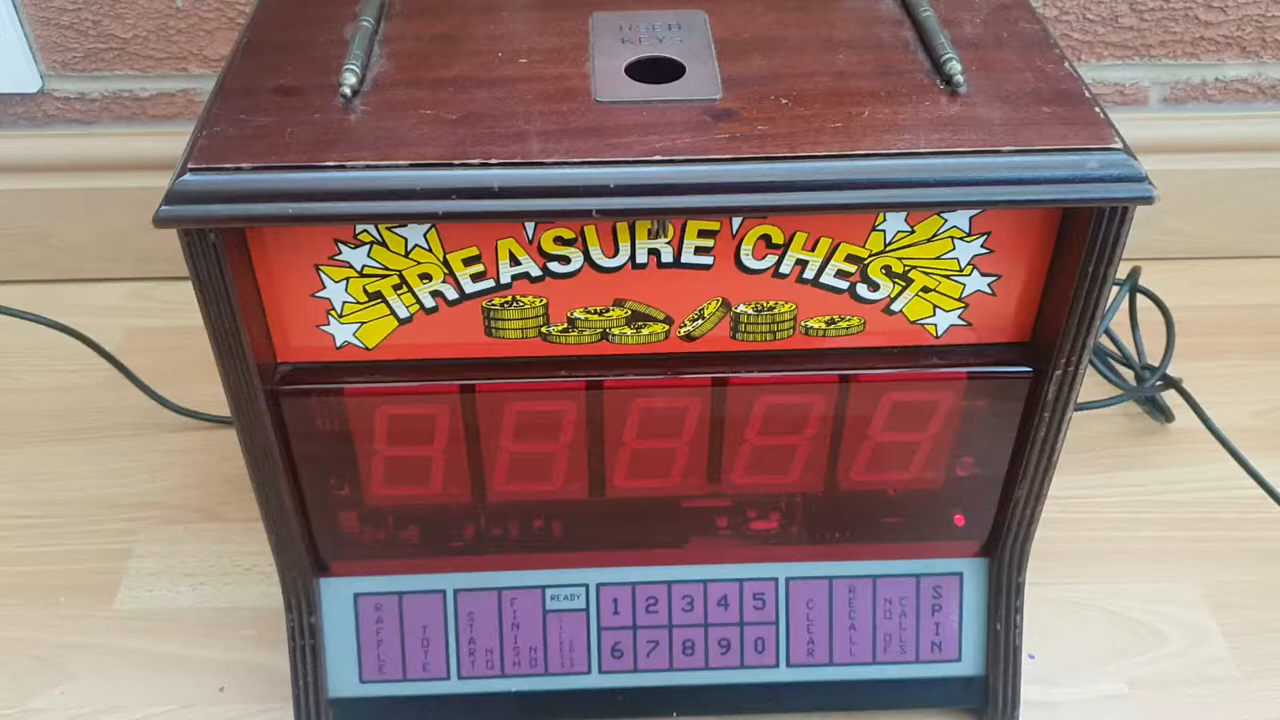 USED
KEYS
TREASURE CHEST
RAFFLE
TOTE
START NO
FINISH NO
READY
1 2 3 4 5
6 7 8 9 0
CLEAR
RECALL
NO OF CALLS
SPIN